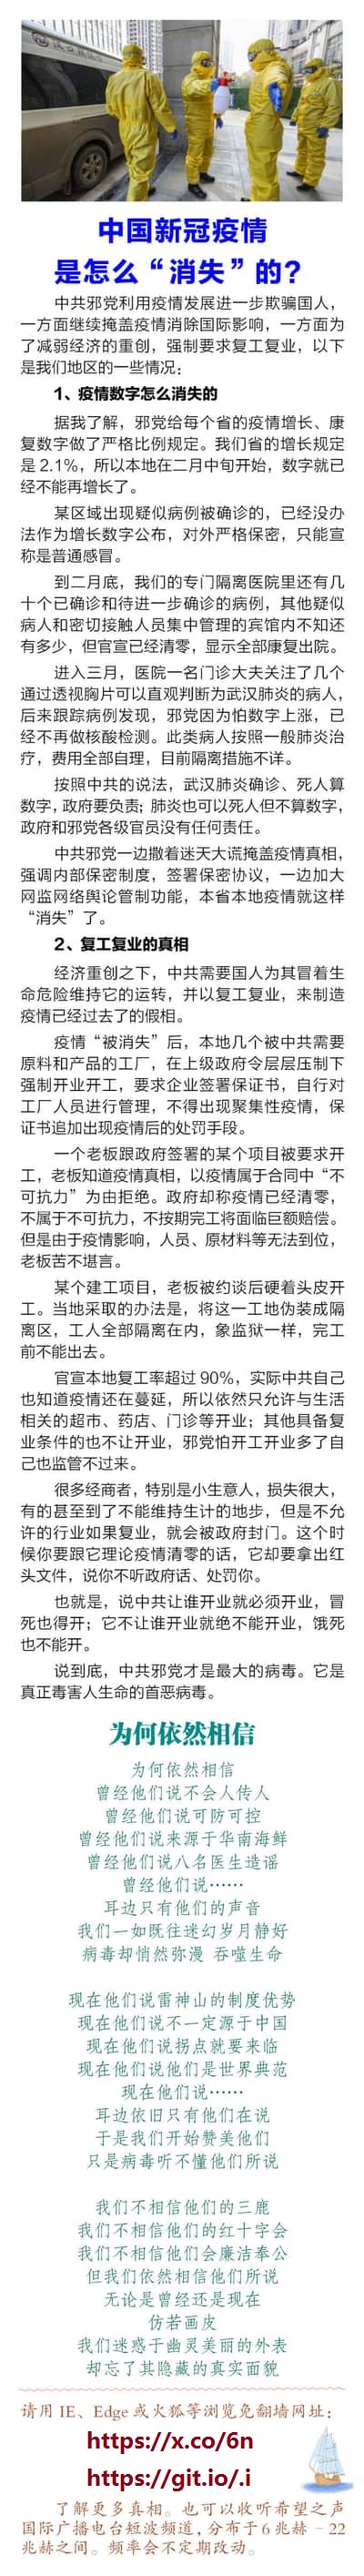 中国新冠疫情
是怎么“消失”的?
中共邪党利用疫情发展进一步欺骗国人，
一方面继续掩盖疫情消除国际影响，一方面为
了减弱经济的重创，强制要求复工复业，以下
是我们地区的一些情况：
1、疫情数字怎么消失的
据我了解，邪党给每个省的疫情增长、康
复数字做了严格比例规定。我们省的增长规定
是2.1%，所以本地在二月中旬开始，数字就已
经不能再增长了。
某区域出现疑似病例被确诊的，已经没办
法作为增长数字公布，对外严格保密，只能宣
称是普通感冒。
到二月底，我们的专门隔离医院里还有几
十个已确诊和待进一步确诊的病例，其他疑似
病人和密切接触人员集中管理的宾馆内不知还
有多少，但官宣已经清零，显示全部康复出院。
进入三月，医院一名门诊大夫关注了几个
通过透视胸片可以直观判断为武汉肺炎的病人，
后来跟踪病例发现，邪党因为怕数字上涨，已
经不再做核酸检测。此类病人按照一般肺炎治
疗，费用全部自理，目前隔离措施不详。
按照中共的说法，武汉肺炎确诊、死人算
数字，政府要负责；肺炎也可以死人但不算数字，
政府和邪党各级官员没有任何责任。
中共邪党一边撒着迷天大谎掩盖疫情真相，
强调内部保密制度，签署保密协议，一边加大
网监网络舆论管制功能，本省本地疫情就这样
“消失”了。
2、复工复业的真相
经济重创之下，中共需要国人为其冒着生
命危险维持它的运转，并以复工复业，来制造
疫情已经过去了的假相。
疫情“被消失”后，本地几个被中共需要
原料和产品的工厂，在上级政府令层层压制下
强制开业开工，要求企业签署保证书，自行对
工厂人员进行管理，不得出现聚集性疫情，保
证书追加出现疫情后的处罚手段。
一个老板跟政府签署的某个项目被要求开
工，老板知道疫情真相，以疫情属于合同中“不
可抗力”为由拒绝。政府却称疫情已经清零，
不属于不可抗力，不按期完工将面临巨额赔偿。
但是由于疫情影响，人员、原材料等无法到位，
老板苦不堪言。
某个建工项目，老板被约谈后硬着头皮开
工。当地采取的办法是，将这一工地伪装成隔
离区，工人全部隔离在内，象监狱一样，完工
前不能出去。
官宣本地复工率超过90%，实际中共自己
也知道疫情还在蔓延，所以依然只允许与生活
相关的超市、药店、门诊等开业；其他具备复
业条件的也不让开业，邪党怕开工开业多了自
己也监管不过来。
很多经商者，特别是小生意人，损失很大，
有的甚至到了不能维持生计的地步，但是不允
许的行业如果复业，就会被政府封门。这个时
候你要跟它理论疫情清零的话，它却要拿出红
头文件，说你不听政府话、处罚你。
也就是，说中共让谁开业就必须开业，冒
死也得开；它不让谁开业就绝不能开业，饿死
也不能开。
说到底，中共邪党才是最大的病毒。它是
真正毒害人生命的首恶病毒。
为何依然相信
为何依然相信
曾经他们说不会人传人
曾经他们说可防可控
曾经他们说来源于华南海鲜
曾经他们说八名医生造谣
曾经他们说……
耳边只有他们的声音
我们一如既往迷幻岁月静好
病毒却悄然弥漫 吞噬生命
现在他们说雷神山的制度优势
现在他们说不一定源于中国
现在他们说拐点就要来临
现在他们说他们是世界典范
现在他们说……
耳边依旧只有他们在说
于是我们开始赞美他们
只是病毒听不懂他们所说
我们不相信他们的三鹿
我们不相信他们的红十字会
我们不相信他们会廉洁奉公
但我们依然相信他们所说
无论是曾经还是现在
仿若画皮
我们迷惑于幽灵美丽的外表
却忘了其隐藏的真实面貌
请用IE、Edge或火狐等浏览免翻墙网址：
https://x.co/6n
https://git.io/.i
了解更多真相。也可以收听希望之声
国际广播电台短波频道，分布于6兆赫–22
兆赫之间。频率会不定期改动。